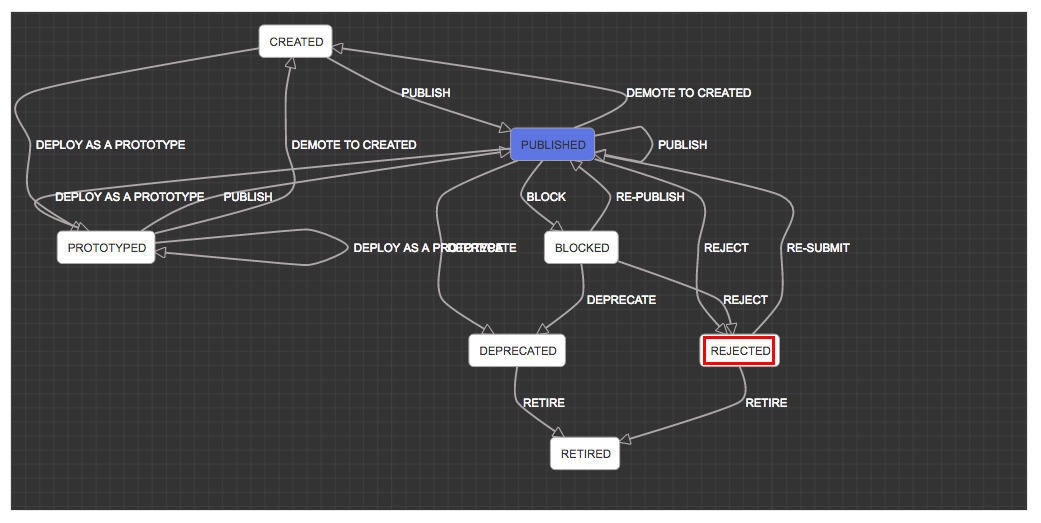 CREATED
PUBLISH
DEMOTE TO CREATED
DEPLOY AS A PROTOTYPE
DEMOTE TO CREATED
PUBLISHED
PUBLISH
DEPLOY AS A PROTOTYPE
PUBLISH
BLOCK
RE-PUBLISH
PROTOTYPED
DEPLOY AS A PROTOTYPE
DEPRECATE
BLOCKED
REJECT
RE-SUBMIT
DEPRECATE
REJECT
DEPRECATED
REJECTED
RETIRE
RETIRE
RETIRED